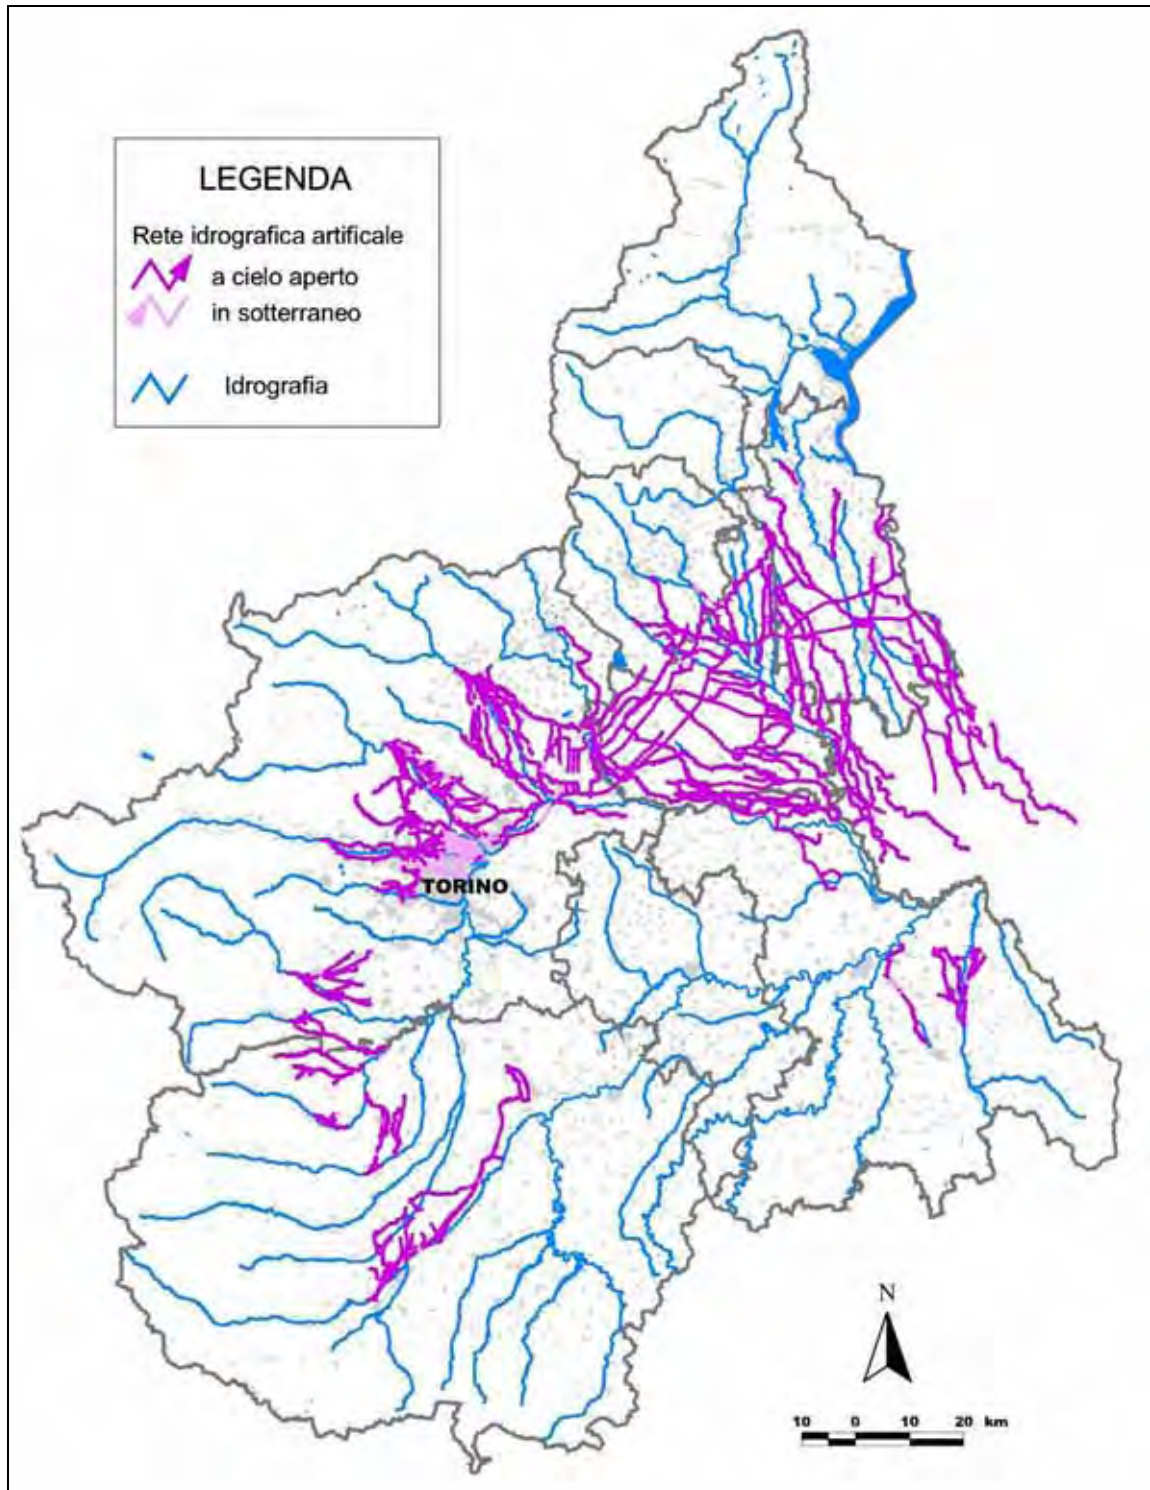 LEGENDA
Rete idrografica artificale
a cielo aperto
in sotterraneo
Idrografia
TORINO
N
10 0 10 20 km